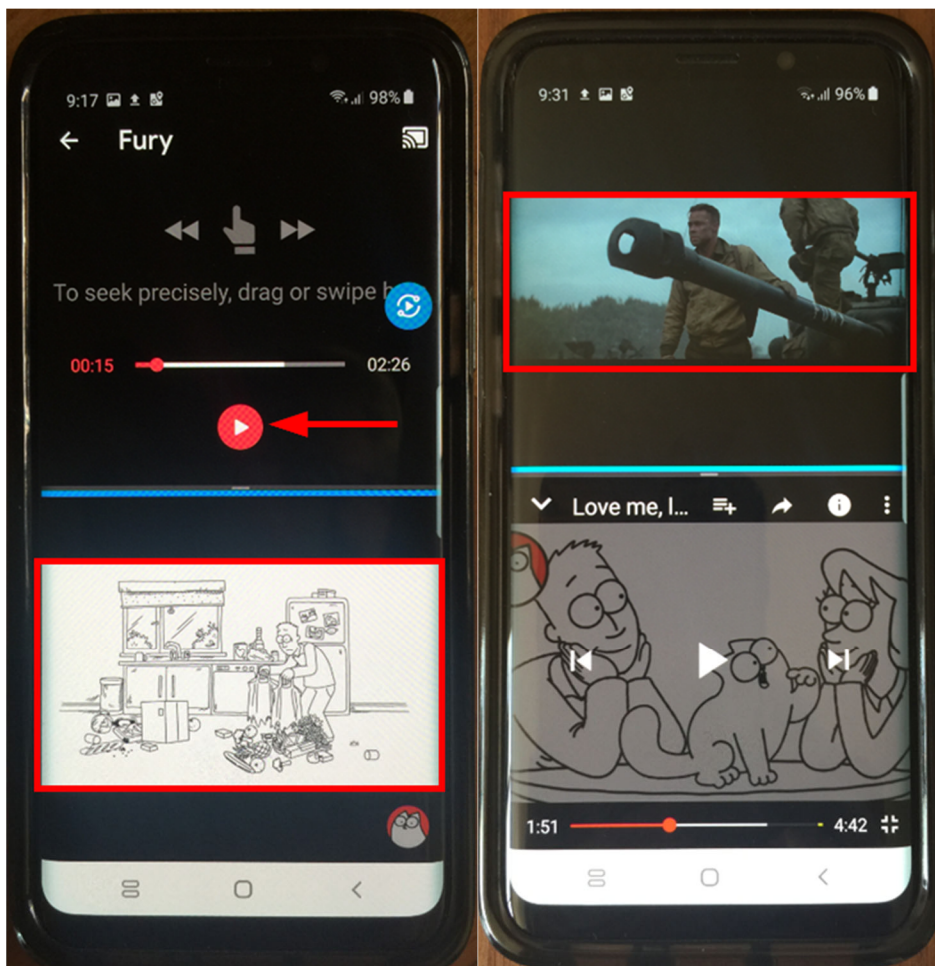 9:17
98%
Fury
To seek precisely, drag or swipe h
00:15
02:26
9:31
96%
Love me, l...
1:51
4:42